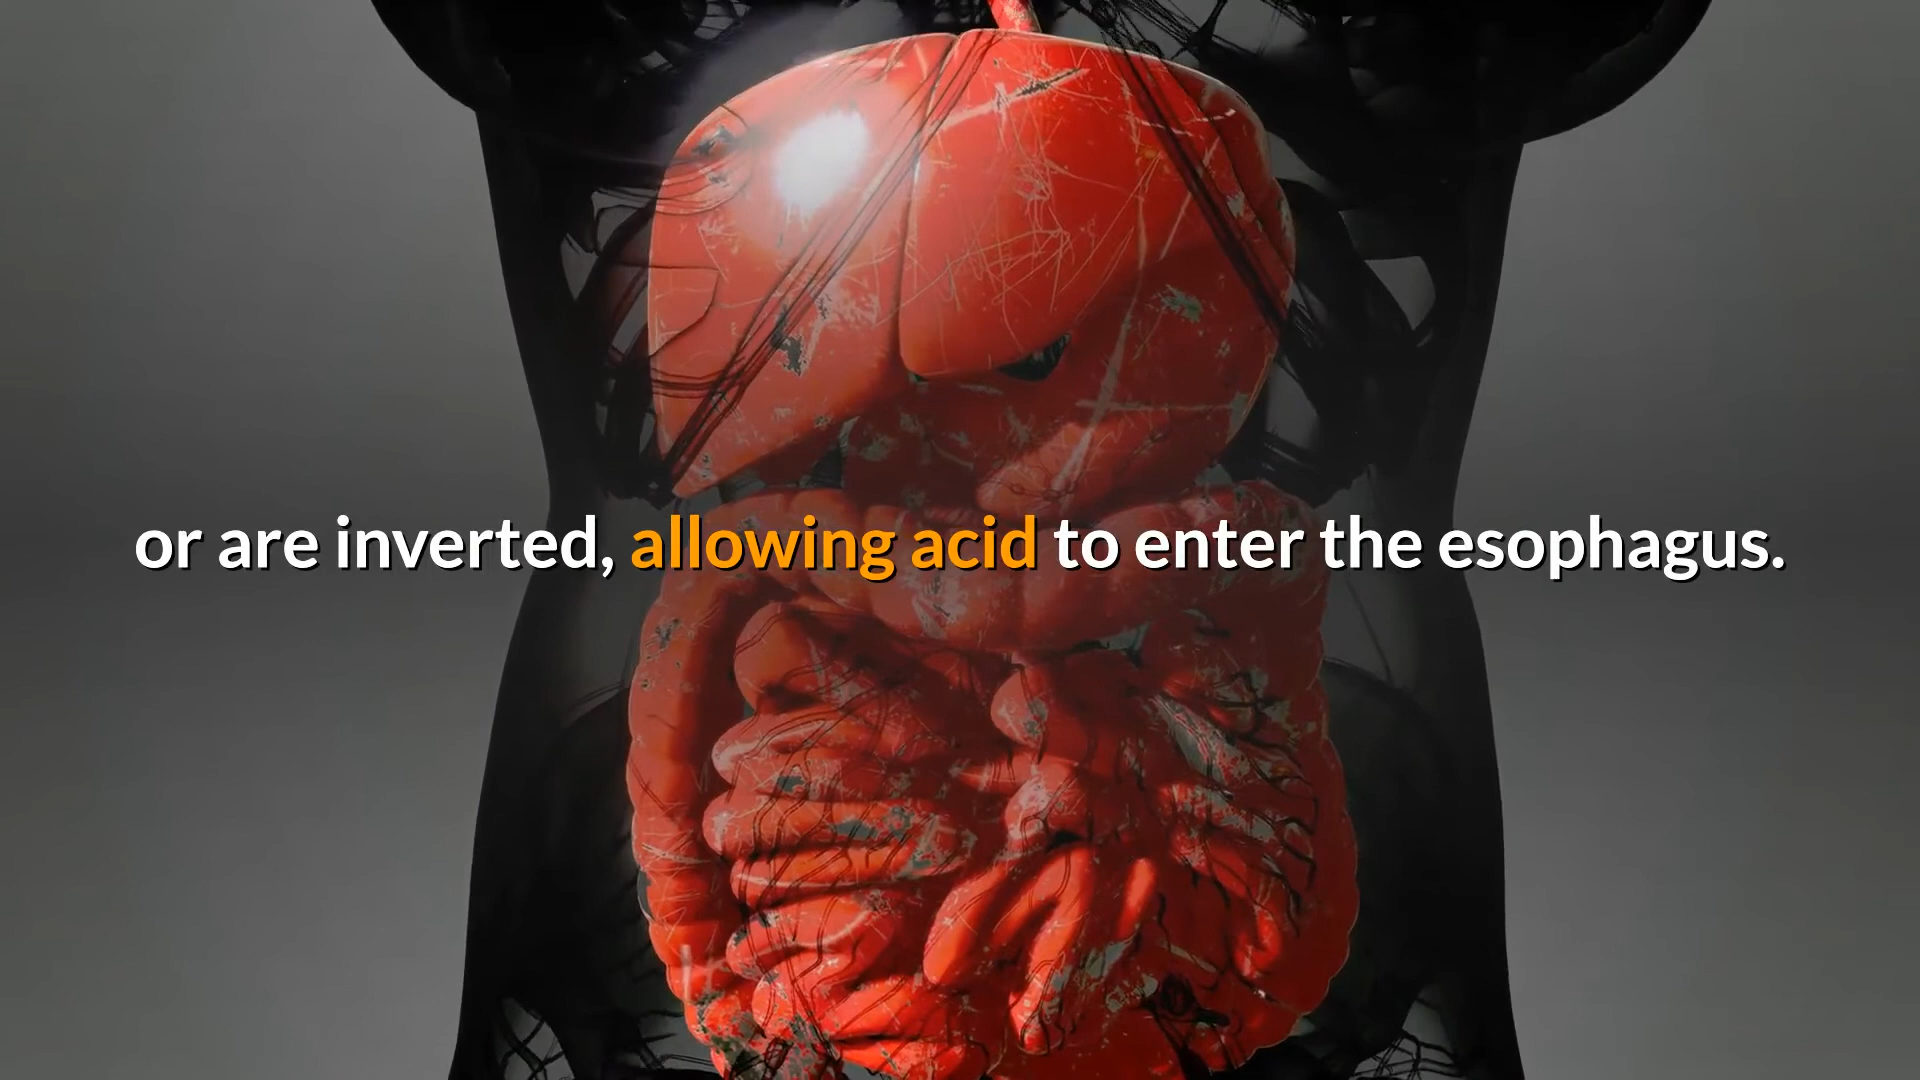 or are inverted, allowing acid to enter the esophagus.